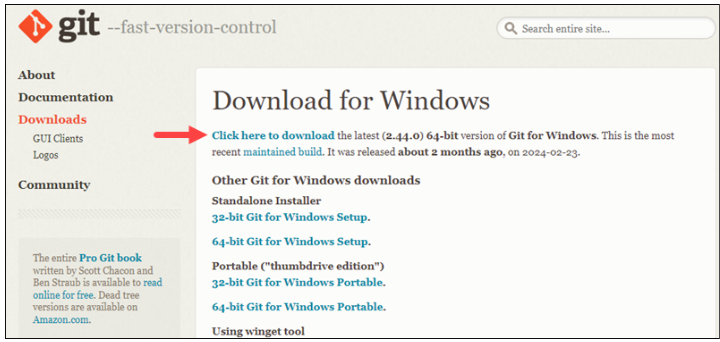 git --fast-version-control
Search entire site...
About
Documentation
Downloads
GUI Clients
Logos
Community
The entire Pro Git book
written by Scott Chacon and
Ben Straub is available to read
online for free. Dead tree
versions are available on
Amazon.com.
Download for Windows
Click here to download the latest (2.44.0) 64-bit version of Git for Windows. This is the most
recent maintained build. It was released about 2 months ago, on 2024-02-23.
Other Git for Windows downloads
Standalone Installer
32-bit Git for Windows Setup.
64-bit Git for Windows Setup.
Portable ("thumbdrive edition")
32-bit Git for Windows Portable.
64-bit Git for Windows Portable.
Using winget tool